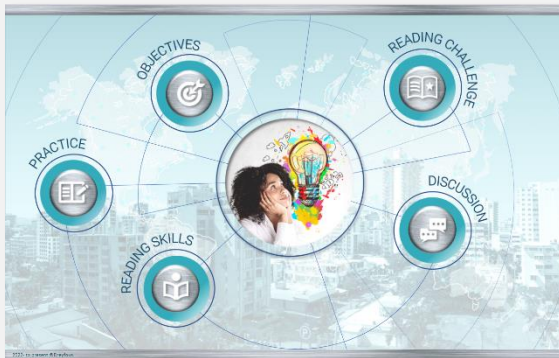 OBJECTIVES
READING CHALLENGE
PRACTICE
DISCUSSION
READING SKILLS